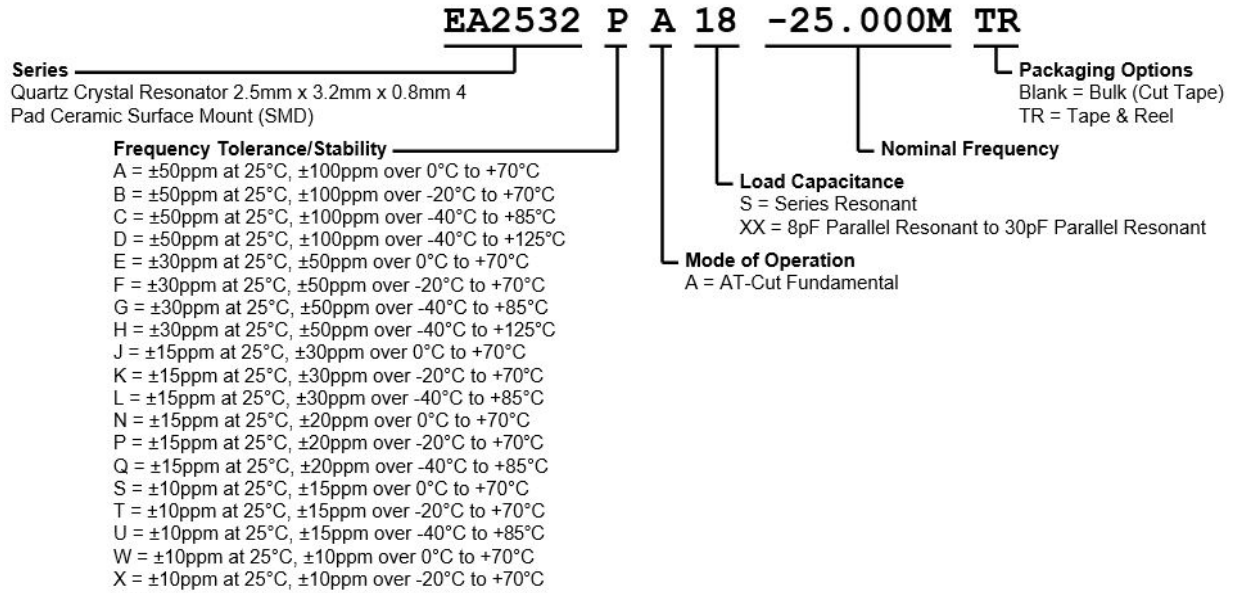 EA2532 P A 18 -25.000M TR
Series
Quartz Crystal Resonator 2.5mm x 3.2mm x 0.8mm 4
Pad Ceramic Surface Mount (SMD)
Packaging Options
Blank = Bulk (Cut Tape)
TR = Tape & Reel
Frequency Tolerance/Stability
A = ±50ppm at 25°C, ±100ppm over 0°C to +70°C
B = ±50ppm at 25°C, ±100ppm over -20°C to +70°C
C = ±50ppm at 25°C, ±100ppm over -40°C to +85°C
D = ±50ppm at 25°C, ±100ppm over -40°C to +125°C
E = ±30ppm at 25°C, ±50ppm over 0°C to +70°C
F = ±30ppm at 25°C, ±50ppm over -20°C to +70°C
G = ±30ppm at 25°C, ±50ppm over -40°C to +85°C
H = ±30ppm at 25°C, ±50ppm over -40°C to +125°C
J = ±15ppm at 25°C, ±30ppm over 0°C to +70°C
K = ±15ppm at 25°C, ±30ppm over -20°C to +70°C
L = ±15ppm at 25°C, ±30ppm over -40°C to +85°C
N = ±15ppm at 25°C, ±20ppm over 0°C to +70°C
P = ±15ppm at 25°C, ±20ppm over -20°C to +70°C
Q = ±15ppm at 25°C, ±20ppm over -40°C to +85°C
S = ±10ppm at 25°C, ±15ppm over 0°C to +70°C
T = ±10ppm at 25°C, ±15ppm over -20°C to +70°C
U = ±10ppm at 25°C, ±15ppm over -40°C to +85°C
W = ±10ppm at 25°C, ±10ppm over 0°C to +70°C
X = ±10ppm at 25°C, ±10ppm over -20°C to +70°C
Nominal Frequency
Load Capacitance
S = Series Resonant
XX = 8pF Parallel Resonant to 30pF Parallel Resonant
Mode of Operation
A = AT-Cut Fundamental